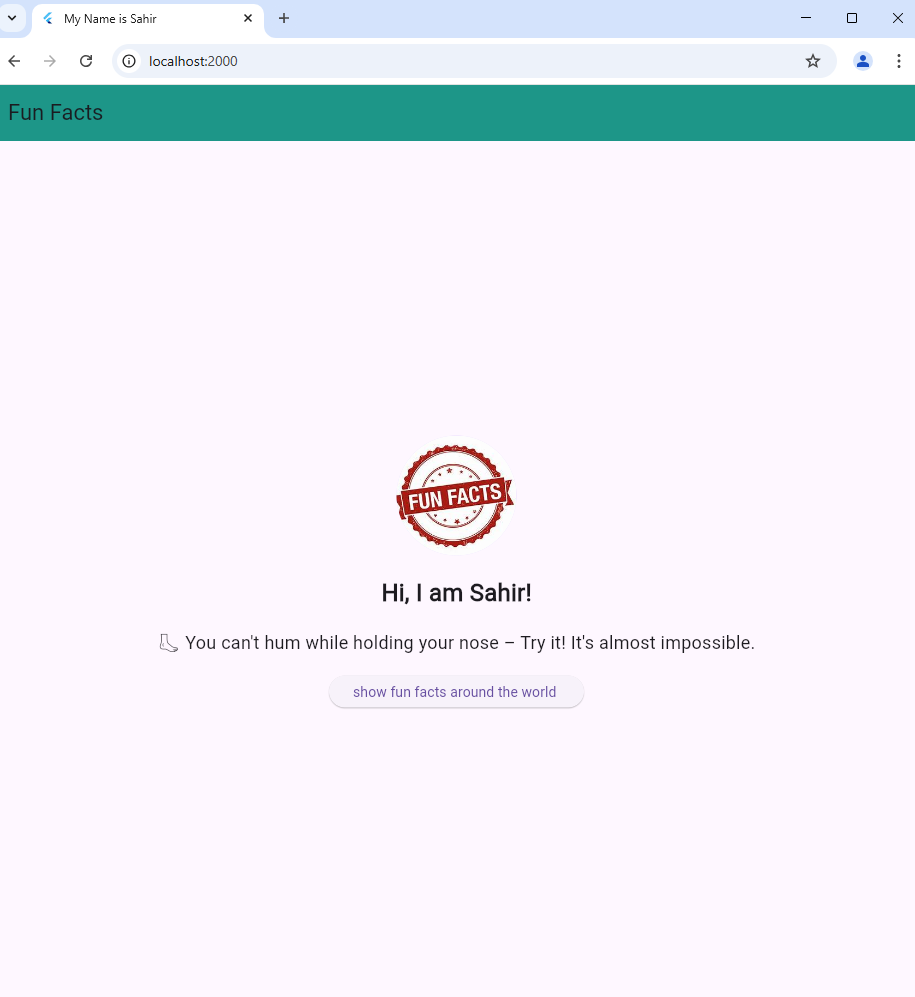 My Name is Sahir
localhost:2000
Fun Facts
FUN FACTS
Hi, I am Sahir!
🦶 You can't hum while holding your nose – Try it! It's almost impossible.
show fun facts around the world